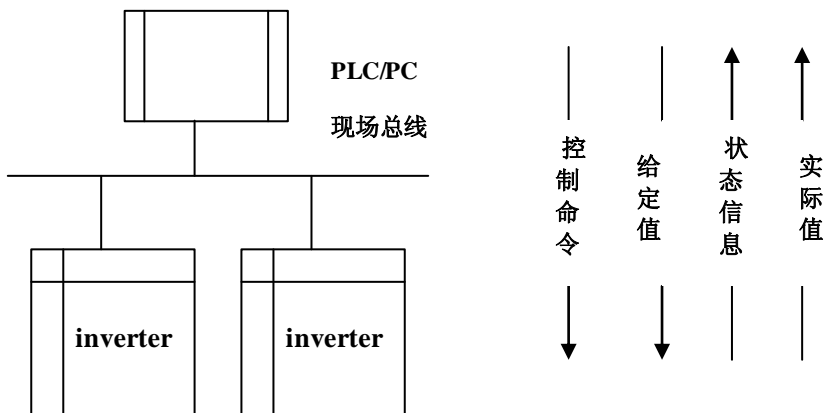 PLC/PC
现场总线
inverter
inverter
控制命令
给定值
状态信息
实际值